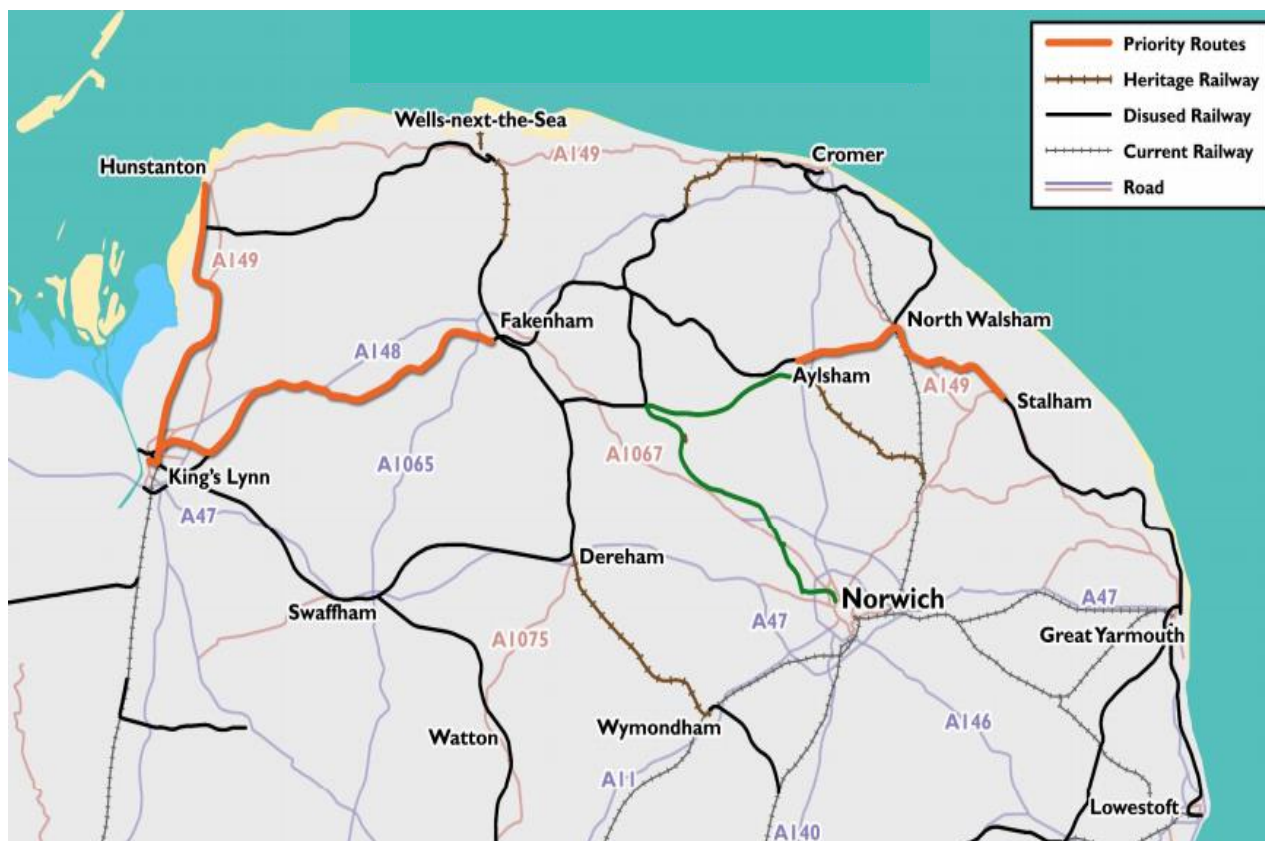 Priority Routes
Heritage Railway
Disused Railway
Current Railway
Road
Wells-next-the-Sea
Hunstanton
A149
Cromer
A149
Fakenham
North Walsham
A148
Aylsham
A149
Stalham
A1065
A1067
King's Lynn
A47
Dereham
Swaffham
Norwich
A47
A47
Great Yarmouth
A1075
Wymondham
Watton
A146
A11
Lowestoft
A140